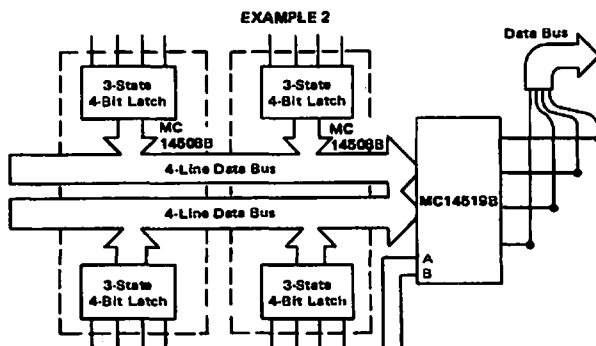 EXAMPLE 2
Data Bus
3-State
4-Bit Latch
3-State
4-Bit Latch
MC
14508B
MC
14508B
4-Line Data Bus
4-Line Data Bus
MC14519B
A
B
3-State
4-Bit Latch
3-State
4-Bit Latch